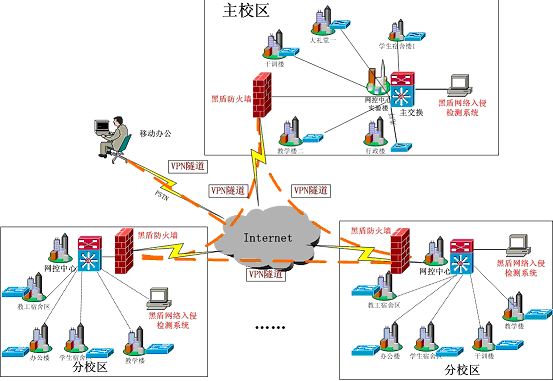 主校区
大礼堂一
学生宿舍楼1
干训楼
黑盾防火墙
网控中心
实验楼
主交换
黑盾网络入侵
检测系统
教学楼二
行政楼
移动办公
VPN隧道
VPN隧道
VPN隧道
PSTN
Internet
VPN隧道
黑盾防火墙
网控中心
教工宿舍区
黑盾网络入侵
检测系统
办公楼
学生宿舍
教学楼
分校区
......
黑盾防火墙
网控中心
黑盾网络入侵
检测系统
教工宿舍区
教学楼
办公楼
学生宿舍区
干训楼
分校区